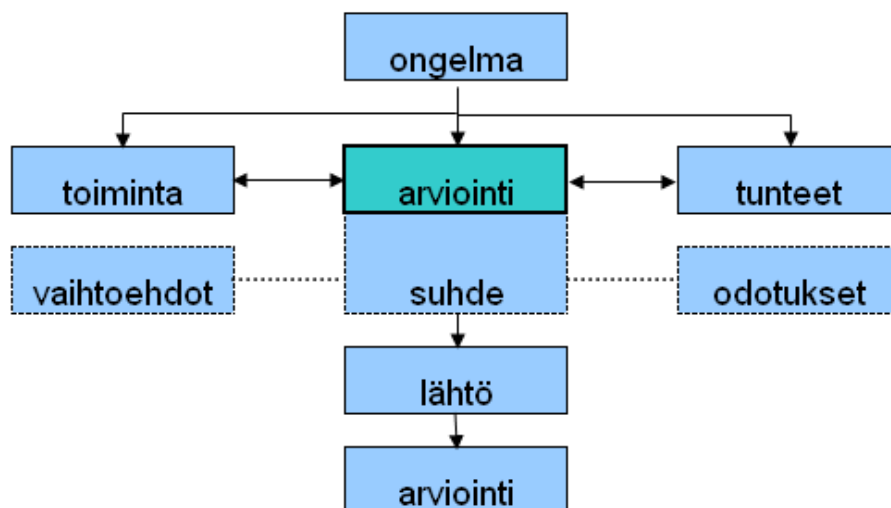 ongelma
toiminta
arviointi
tunteet
vaihtoehdot
suhde
odotukset
lähtö
arviointi